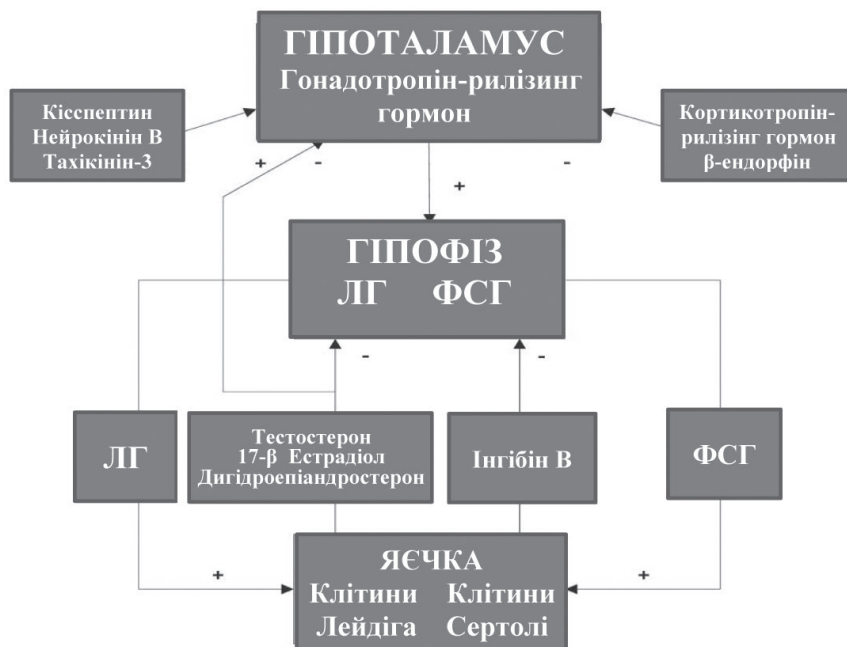 ГІПОТАЛАМУС
Гонадотропін-рилізинг
гормон
Кісспептин
Нейрокінін В
Тахікінін-3
Кортикотропін-
рилізінг гормон
β-ендорфін
+ - -
+
ГІПОФІЗ
ЛГ ФСГ
- -
ЛГ
Тестостерон
17-β Естрадіол
Дигідроепіандростерон
Інгібін В
ФСГ
+ +
ЯЄЧКА
Клітини Клітини
Лейдіга Сертолі